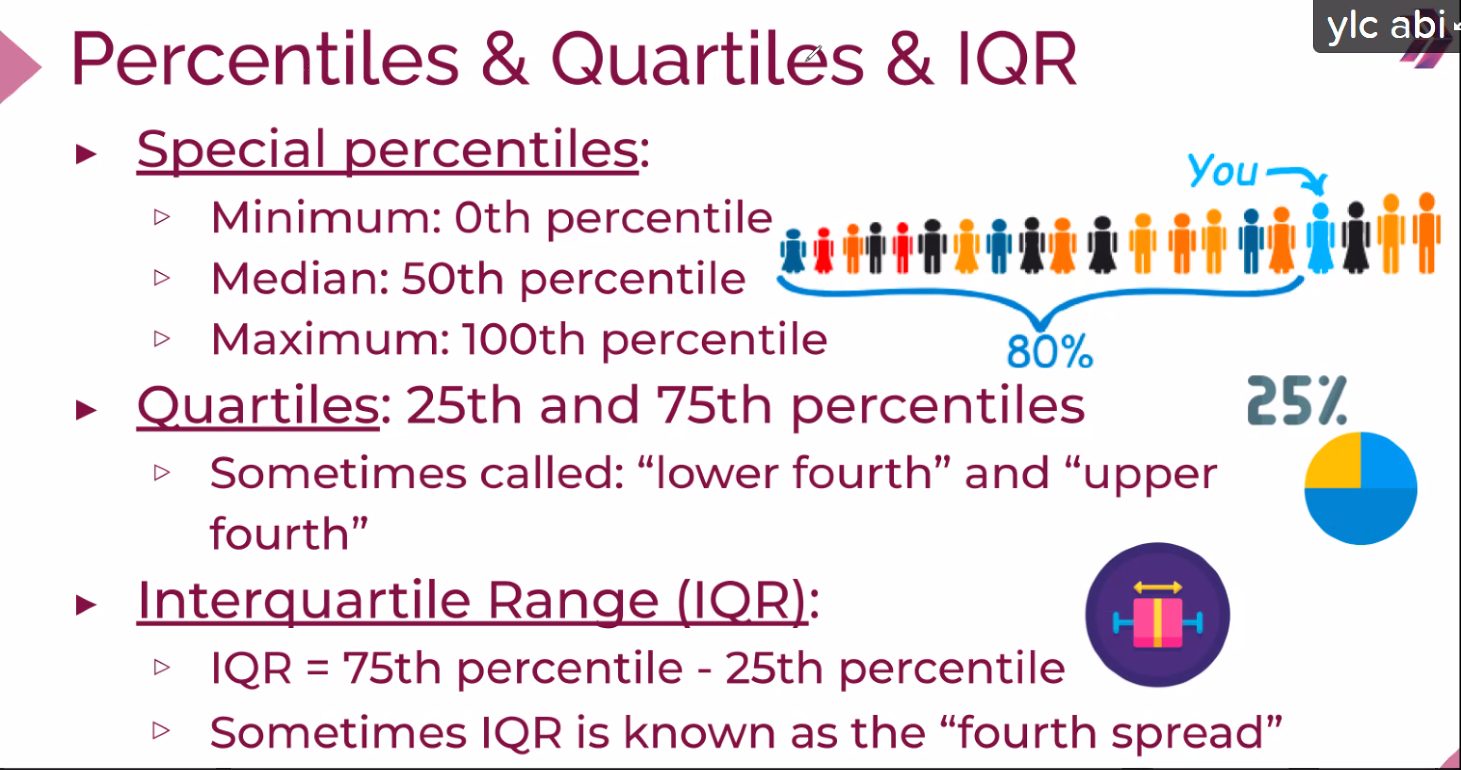 ylc abi
Percentiles & Quartiles & IQR
► Special percentiles:
▷ Minimum: 0th percentile
▷ Median: 50th percentile
▷ Maximum: 100th percentile
You
80%
► Quartiles: 25th and 75th percentiles
25%
▷ Sometimes called: “lower fourth” and “upper
fourth”
► Interquartile Range (IQR):
▷ IQR = 75th percentile - 25th percentile
▷ Sometimes IQR is known as the “fourth spread”